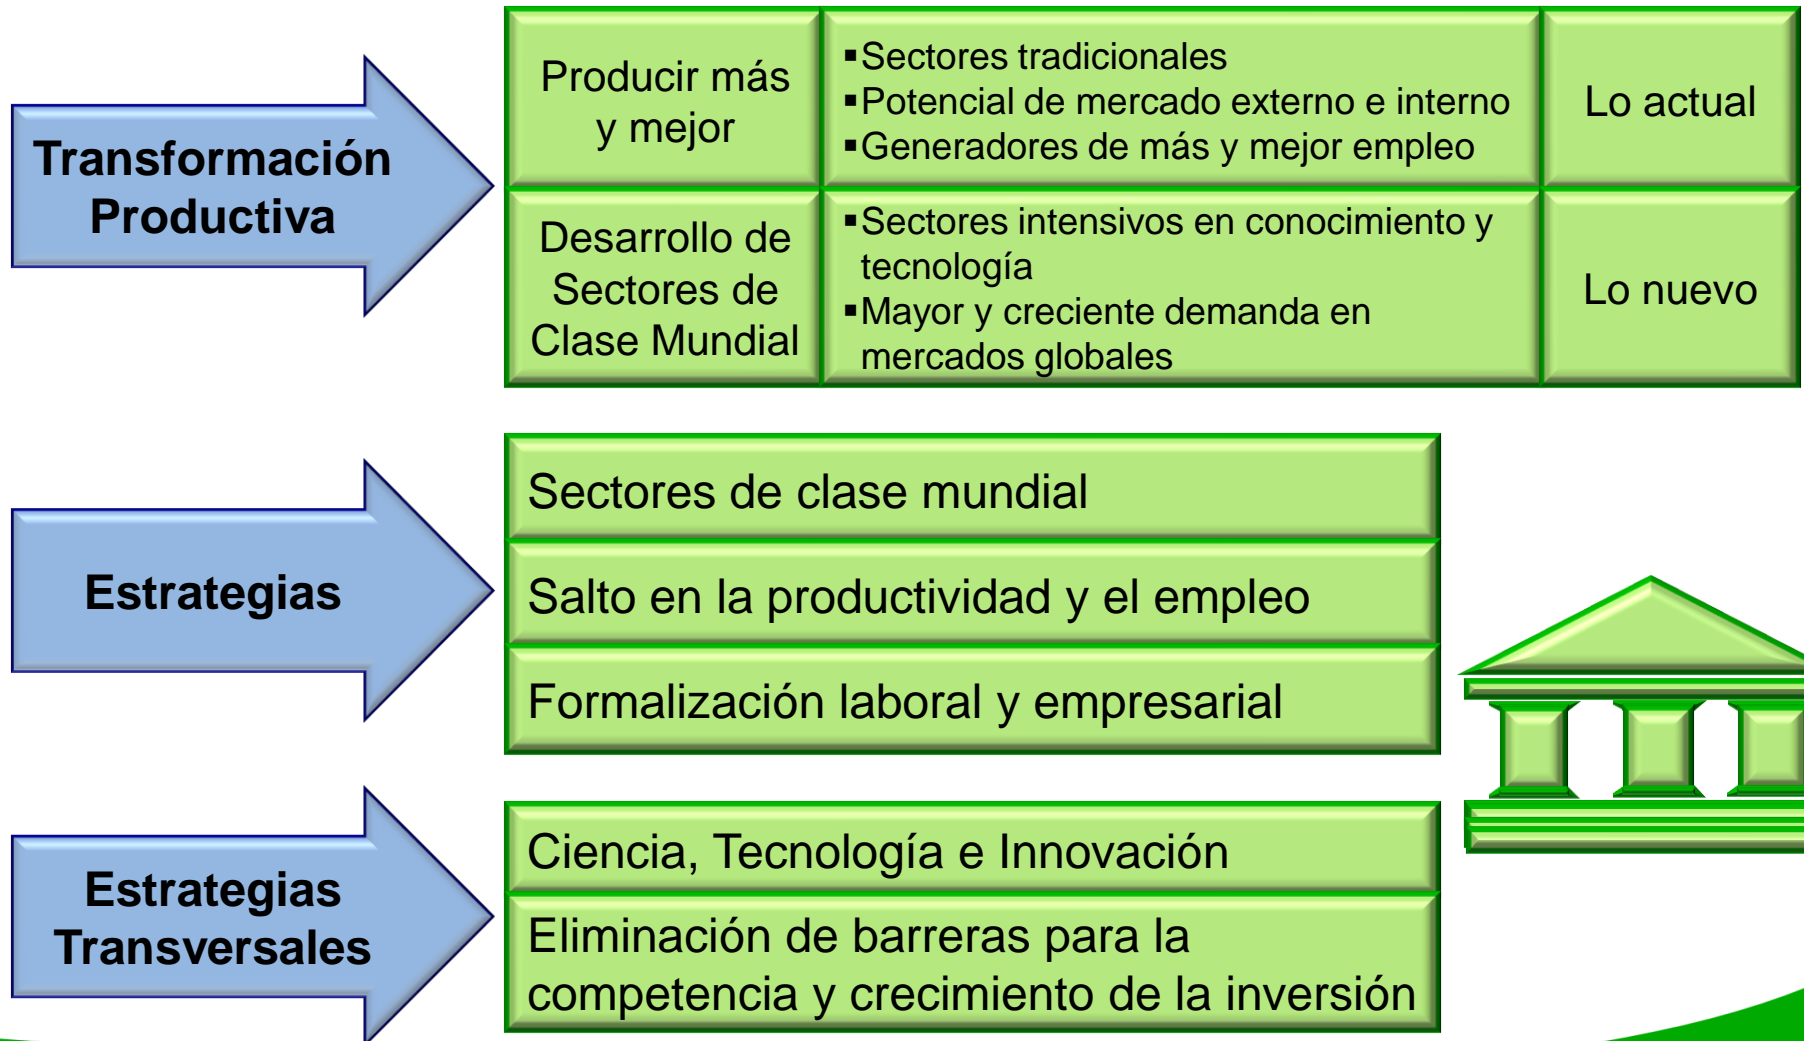 Transformación
Productiva
Producir más
y mejor
▪Sectores tradicionales
▪Potencial de mercado externo e interno
▪Generadores de más y mejor empleo
Lo actual
Desarrollo de
Sectores de
Clase Mundial
▪Sectores intensivos en conocimiento y
tecnología
▪Mayor y creciente demanda en
mercados globales
Lo nuevo
Estrategias
Sectores de clase mundial
Salto en la productividad y el empleo
Formalización laboral y empresarial
Estrategias
Transversales
Ciencia, Tecnología e Innovación
Eliminación de barreras para la
competencia y crecimiento de la inversión